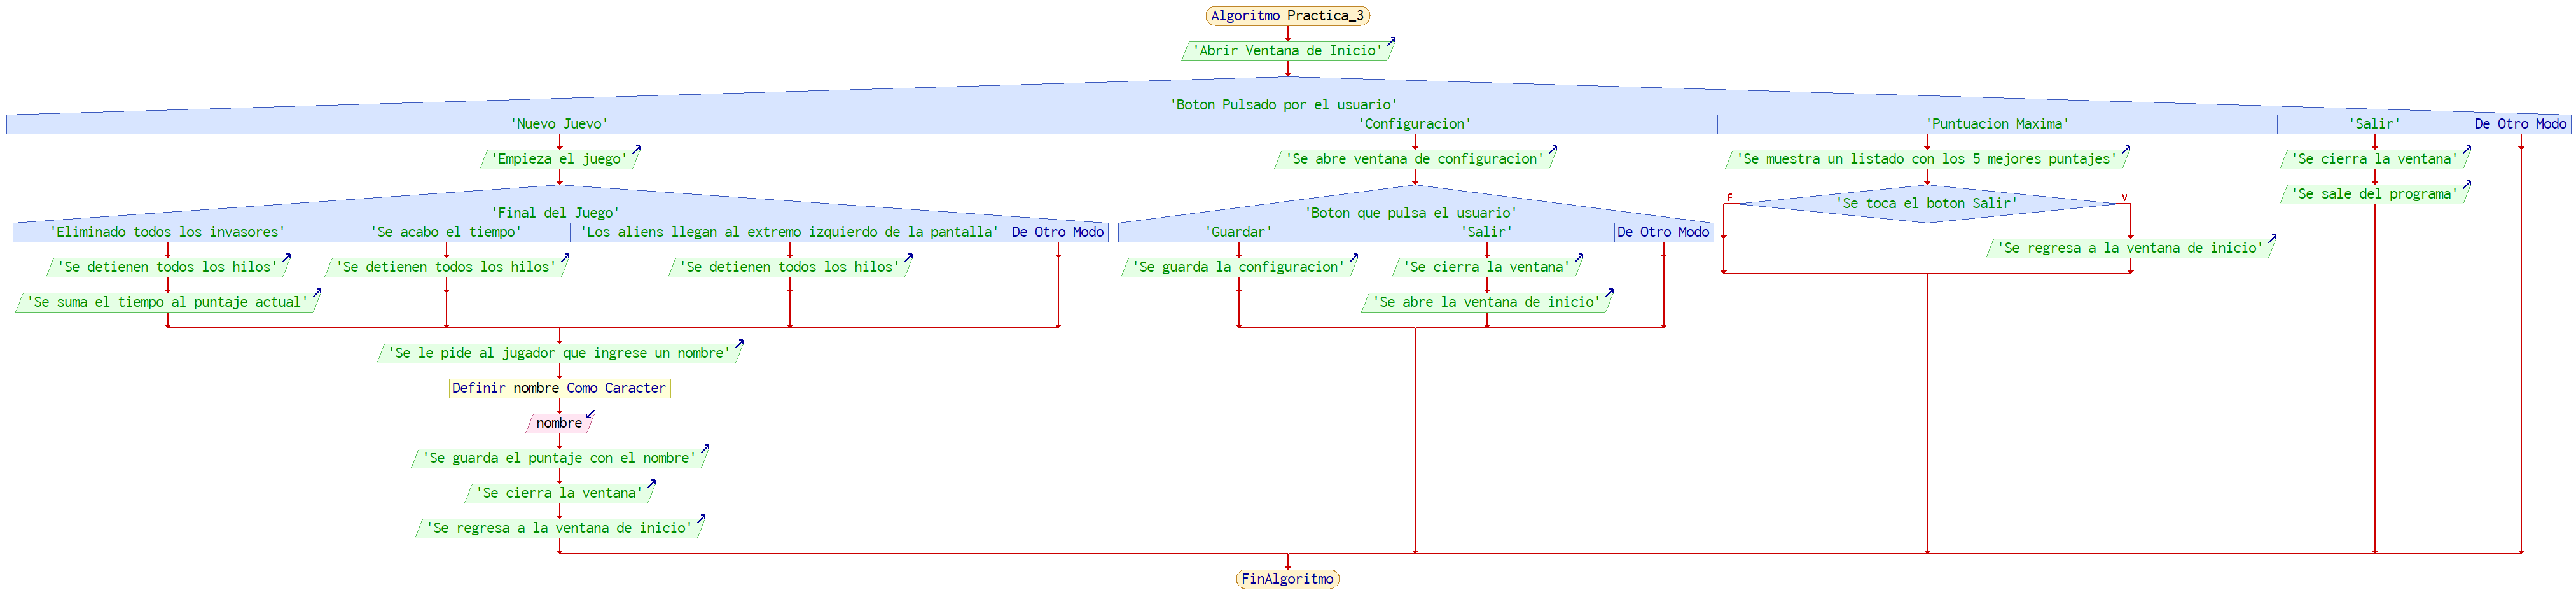 Algoritmo Practica_3
'Abrir Ventana de Inicio'
'Boton Pulsado por el usuario'
'Nuevo Juevo' 'Configuracion' 'Puntuacion Maxima' 'Salir' De Otro Modo
'Empieza el juego' 'Se abre ventana de configuracion' 'Se muestra un listado con los 5 mejores puntajes' 'Se cierra la ventana'
'Se sale del programa'
F 'Se toca el boton Salir' V
'Final del Juego' 'Boton que pulsa el usuario'
'Eliminado todos los invasores' 'Se acabo el tiempo' 'Los aliens llegan al extremo izquierdo de la pantalla' De Otro Modo 'Guardar' 'Salir' De Otro Modo
'Se regresa a la ventana de inicio'
'Se detienen todos los hilos' 'Se detienen todos los hilos' 'Se detienen todos los hilos' 'Se guarda la configuracion' 'Se cierra la ventana'
'Se suma el tiempo al puntaje actual' 'Se abre la ventana de inicio'
'Se le pide al jugador que ingrese un nombre'
Definir nombre Como Caracter
nombre
'Se guarda el puntaje con el nombre'
'Se cierra la ventana'
'Se regresa a la ventana de inicio'
FinAlgoritmo